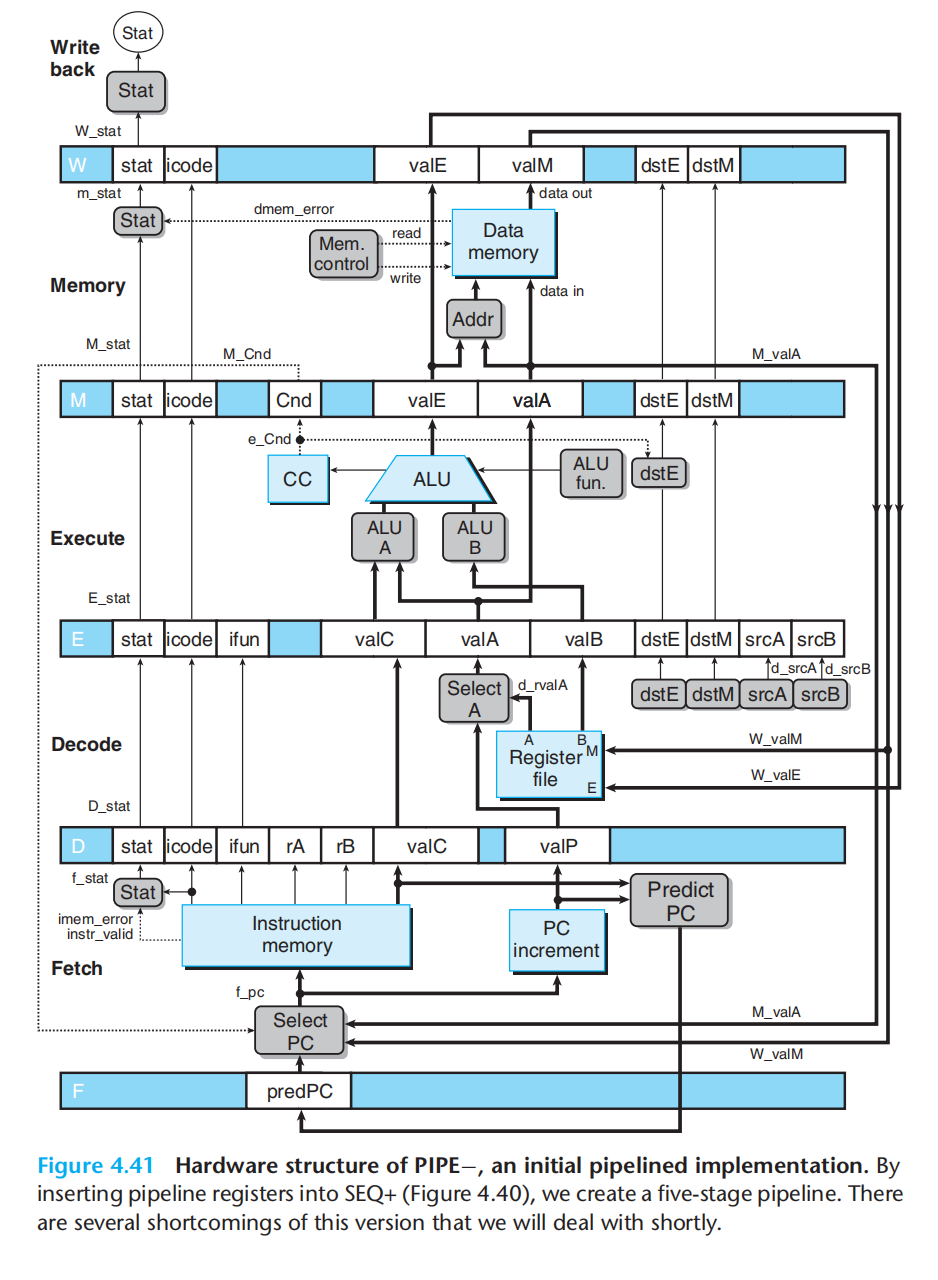 Stat
Write
back
Stat
W_stat
W stat icode valE valM dstE dstM
m_stat
data out
Stat
dmem_error
read
Mem.
control
write
Data
memory
Memory
data in
Addr
M_stat
M_Cnd
M_valA
M stat icode Cnd valE valA dstE dstM
e_Cnd
CC
ALU
ALU
fun.
dstE
ALU
A
ALU
B
Execute
E_stat
E stat icode ifun valC valA valB dstE dstM srcA srcB
d_srcA d_srcB
Select
A
d_rvalA
dstE dstM srcA srcB
Decode
A B
M
Register
file
E
W_valM
W_valE
D_stat
D stat icode ifun rA rB valC valP
f_stat
Stat
imem_error
instr_valid
Instruction
memory
PC
increment
Predict
PC
Fetch
f_pc
Select
PC
M_valA
W_valM
F predPC
Figure 4.41 Hardware structure of PIPE−, an initial pipelined implementation. By
inserting pipeline registers into SEQ+ (Figure 4.40), we create a five-stage pipeline. There
are several shortcomings of this version that we will deal with shortly.